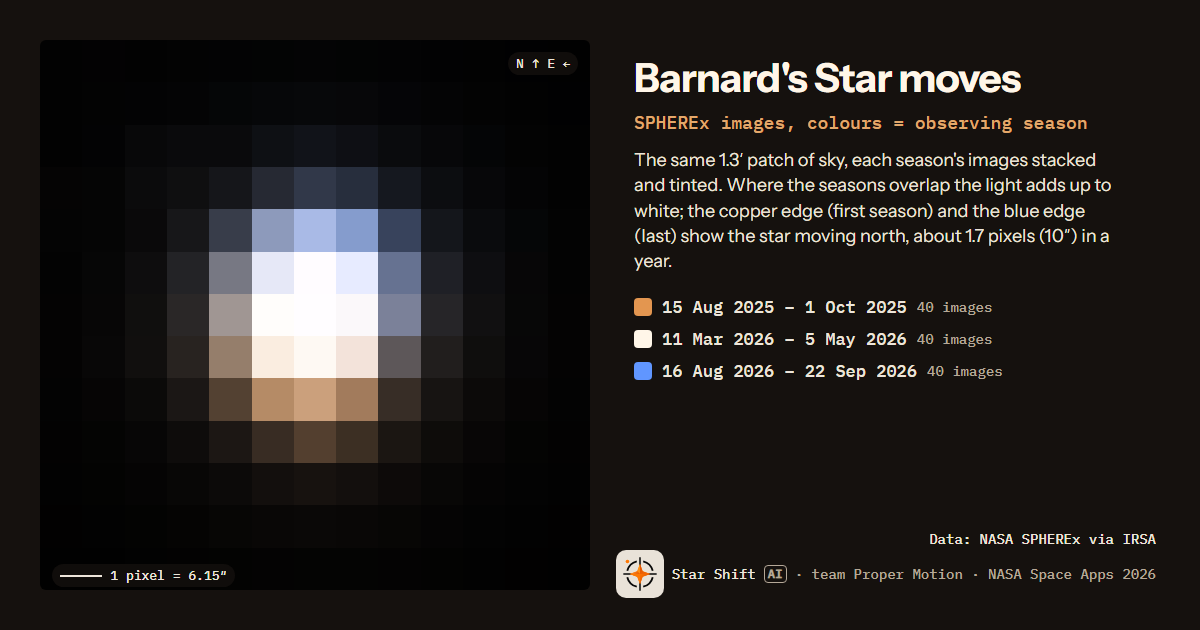 N ↑ E ←
1 pixel = 6.15″
Barnard's Star moves
SPHEREx images, colours = observing season
The same 1.3′ patch of sky, each season's images stacked
and tinted. Where the seasons overlap the light adds up to
white; the copper edge (first season) and the blue edge
(last) show the star moving north, about 1.7 pixels (10″) in a
year.
15 Aug 2025 – 1 Oct 2025 40 images
11 Mar 2026 – 5 May 2026 40 images
16 Aug 2026 – 22 Sep 2026 40 images
Data: NASA SPHEREx via IRSA
Star Shift AI · team Proper Motion · NASA Space Apps 2026